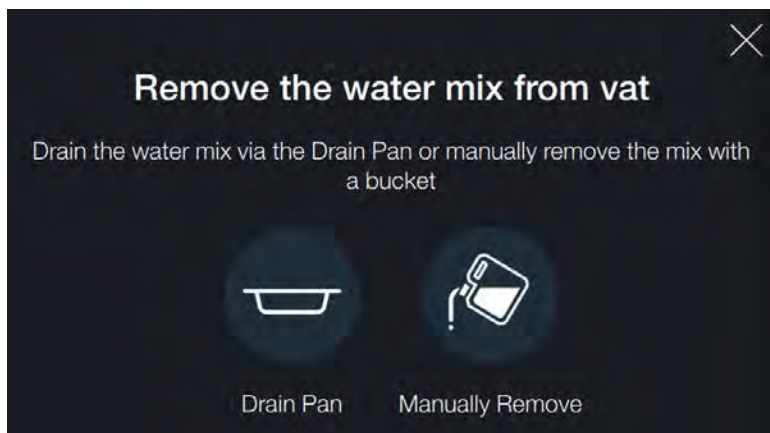 Remove the water mix from vat
Drain the water mix via the Drain Pan or manually remove the mix with
a bucket
Drain Pan
Manually Remove